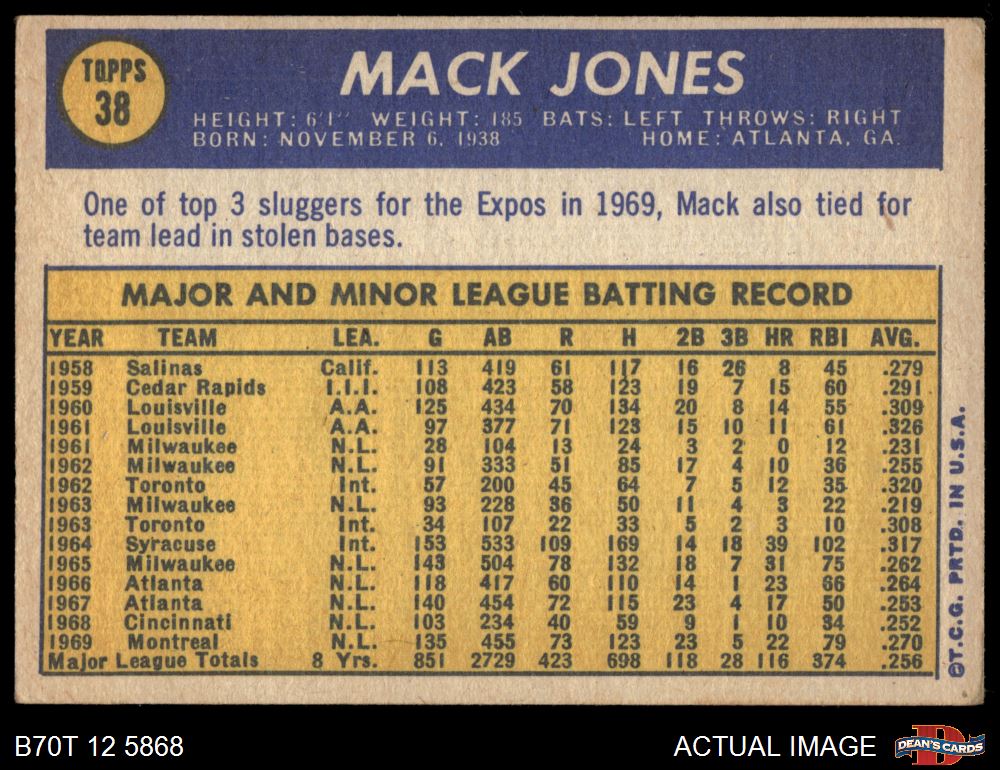 TOPPS
38
MACK JONES
HEIGHT: 6'1" WEIGHT: 185 BATS: LEFT THROWS: RIGHT
BORN: NOVEMBER 6, 1938 HOME: ATLANTA, GA.
One of top 3 sluggers for the Expos in 1969, Mack also tied for
team lead in stolen bases.
MAJOR AND MINOR LEAGUE BATTING RECORD
YEAR TEAM LEA. G AB R H 2B 3B HR RBI AVG.
1958 Salinas Calif. 113 419 61 117 16 26 8 45 .279
1959 Cedar Rapids I.I.I. 108 423 58 123 19 7 15 60 .291
1960 Louisville A.A. 125 434 70 134 20 8 14 55 .309
1961 Louisville A.A. 97 377 71 123 15 10 11 61 .326
1961 Milwaukee N.L. 28 104 13 24 3 2 0 12 .231
1962 Milwaukee N.L. 91 333 51 85 17 4 10 36 .255
1962 Toronto Int. 57 200 45 64 7 5 12 35 .320
1963 Milwaukee N.L. 93 228 36 50 11 4 3 22 .219
1963 Toronto Int. 34 107 22 33 5 2 3 10 .308
1964 Syracuse Int. 153 533 109 169 14 18 39 102 .317
1965 Milwaukee N.L. 143 504 78 132 18 7 31 75 .262
1966 Atlanta N.L. 118 417 60 110 14 1 23 66 .264
1967 Atlanta N.L. 140 454 72 115 23 4 17 50 .253
1968 Cincinnati N.L. 103 234 40 59 9 1 10 34 .252
1969 Montreal N.L. 135 455 73 123 23 5 22 79 .270
Major League Totals 8 Yrs. 851 2729 423 698 118 28 116 374 .256
©T.C.G. PRTD. IN U.S.A.
B70T 12 5868
ACTUAL IMAGE
D
DEAN'S CARDS